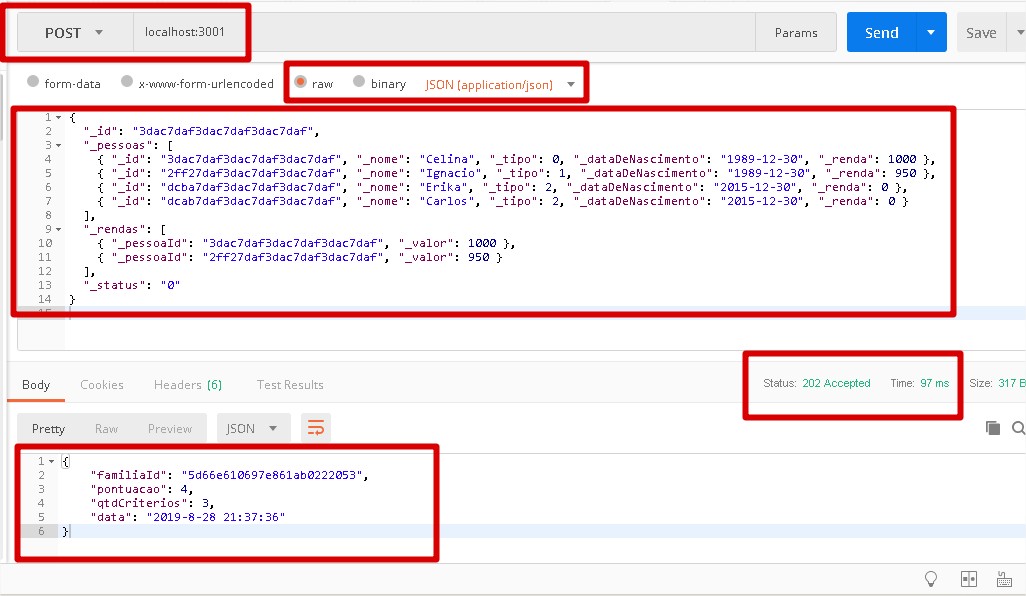 POST localhost:3001 Params Send Save
form-data x-www-form-urlencoded raw binary JSON (application/json)
1 {
2 "_id": "3dac7daf3dac7daf3dac7daf",
3 "_pessoas": [
4 { "_id": "3dac7daf3dac7daf3dac7daf", "_nome": "Celina", "_tipo": 0, "_dataDeNascimento": "1989-12-30", "_renda": 1000 },
5 { "_id": "2ff27daf3dac7daf3dac7daf", "_nome": "Ignacio", "_tipo": 1, "_dataDeNascimento": "1989-12-30", "_renda": 950 },
6 { "_id": "dcba7daf3dac7daf3dac7daf", "_nome": "Erika", "_tipo": 2, "_dataDeNascimento": "2015-12-30", "_renda": 0 },
7 { "_id": "dcab7daf3dac7daf3dac7daf", "_nome": "Carlos", "_tipo": 2, "_dataDeNascimento": "2015-12-30", "_renda": 0 }
8 ],
9 "_rendas": [
10 { "_pessoaId": "3dac7daf3dac7daf3dac7daf", "_valor": 1000 },
11 { "_pessoaId": "2ff27daf3dac7daf3dac7daf", "_valor": 950 }
12 ],
13 "_status": "0"
14 }
15
Body Cookies Headers (6) Test Results Status: 202 Accepted Time: 97 ms Size: 317 B
Pretty Raw Preview JSON
1 {
2 "familiaId": "5d66e610697e861ab0222053",
3 "pontuacao": 4,
4 "qtdCriterios": 3,
5 "data": "2019-8-28 21:37:36"
6 }